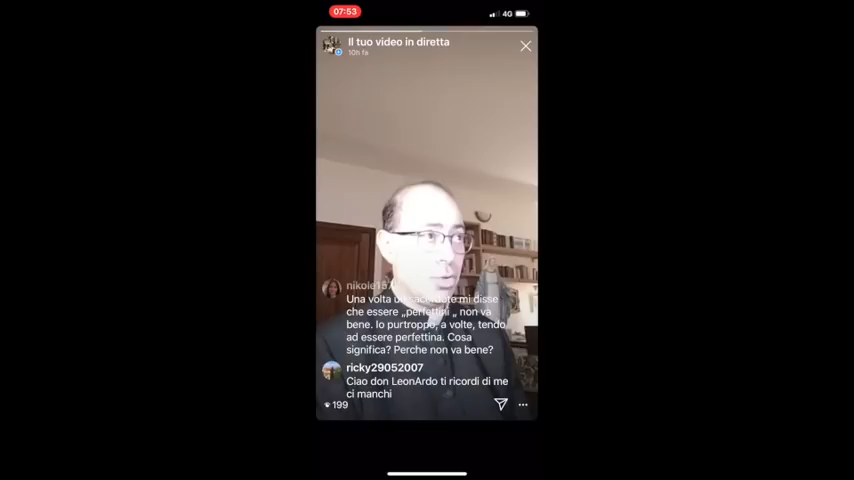 07:53
4G
Il tuo video in diretta
10h fa
nikole157
Una volta un sacerdote mi disse
che essere „perfettini „ non va
bene. Io purtroppo, a volte, tendo
ad essere perfettina. Cosa
significa? Perche non va bene?
ricky29052007
Ciao don LeonArdo ti ricordi di me
ci manchi
199